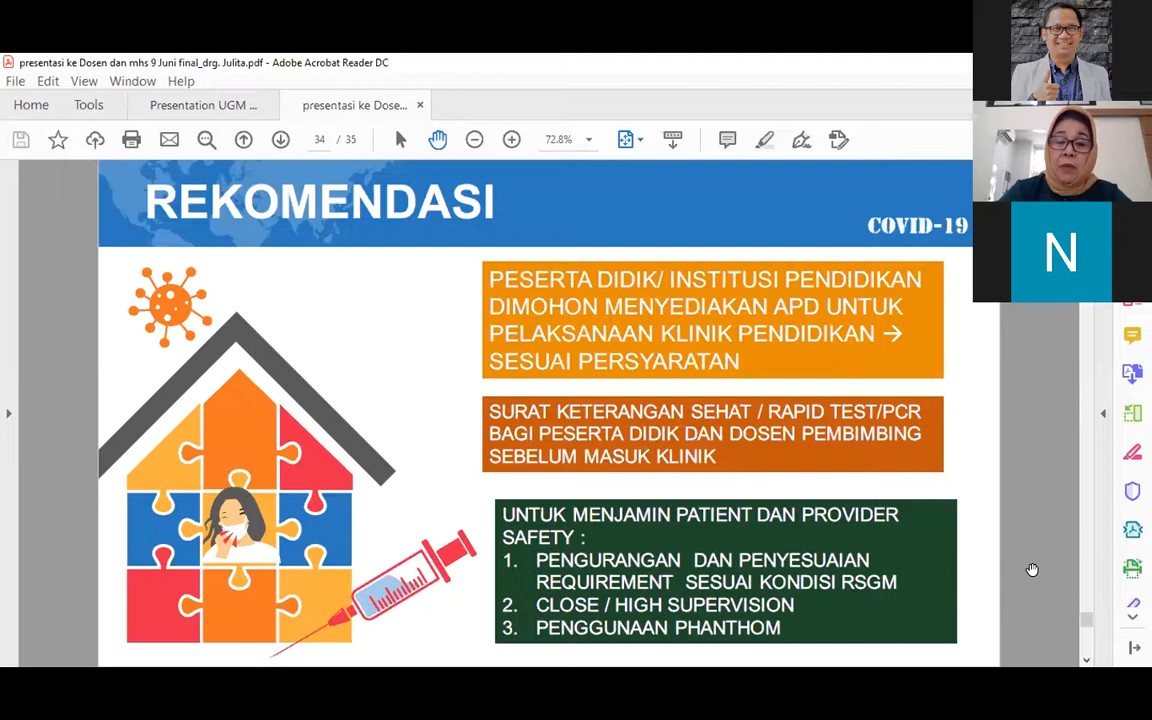 presentasi ke Dosen dan mhs 9 Juni final_drg. Julita.pdf - Adobe Acrobat Reader DC
File Edit View Window Help
Home Tools Presentation UGM ... presentasi ke Dose... ×
34 / 35 72.8%
REKOMENDASI
COVID-19
N
PESERTA DIDIK/ INSTITUSI PENDIDIKAN
DIMOHON MENYEDIAKAN APD UNTUK
PELAKSANAAN KLINIK PENDIDIKAN →
SESUAI PERSYARATAN
SURAT KETERANGAN SEHAT / RAPID TEST/PCR
BAGI PESERTA DIDIK DAN DOSEN PEMBIMBING
SEBELUM MASUK KLINIK
UNTUK MENJAMIN PATIENT DAN PROVIDER
SAFETY :
1. PENGURANGAN DAN PENYESUAIAN
REQUIREMENT SESUAI KONDISI RSGM
2. CLOSE / HIGH SUPERVISION
3. PENGGUNAAN PHANTHOM